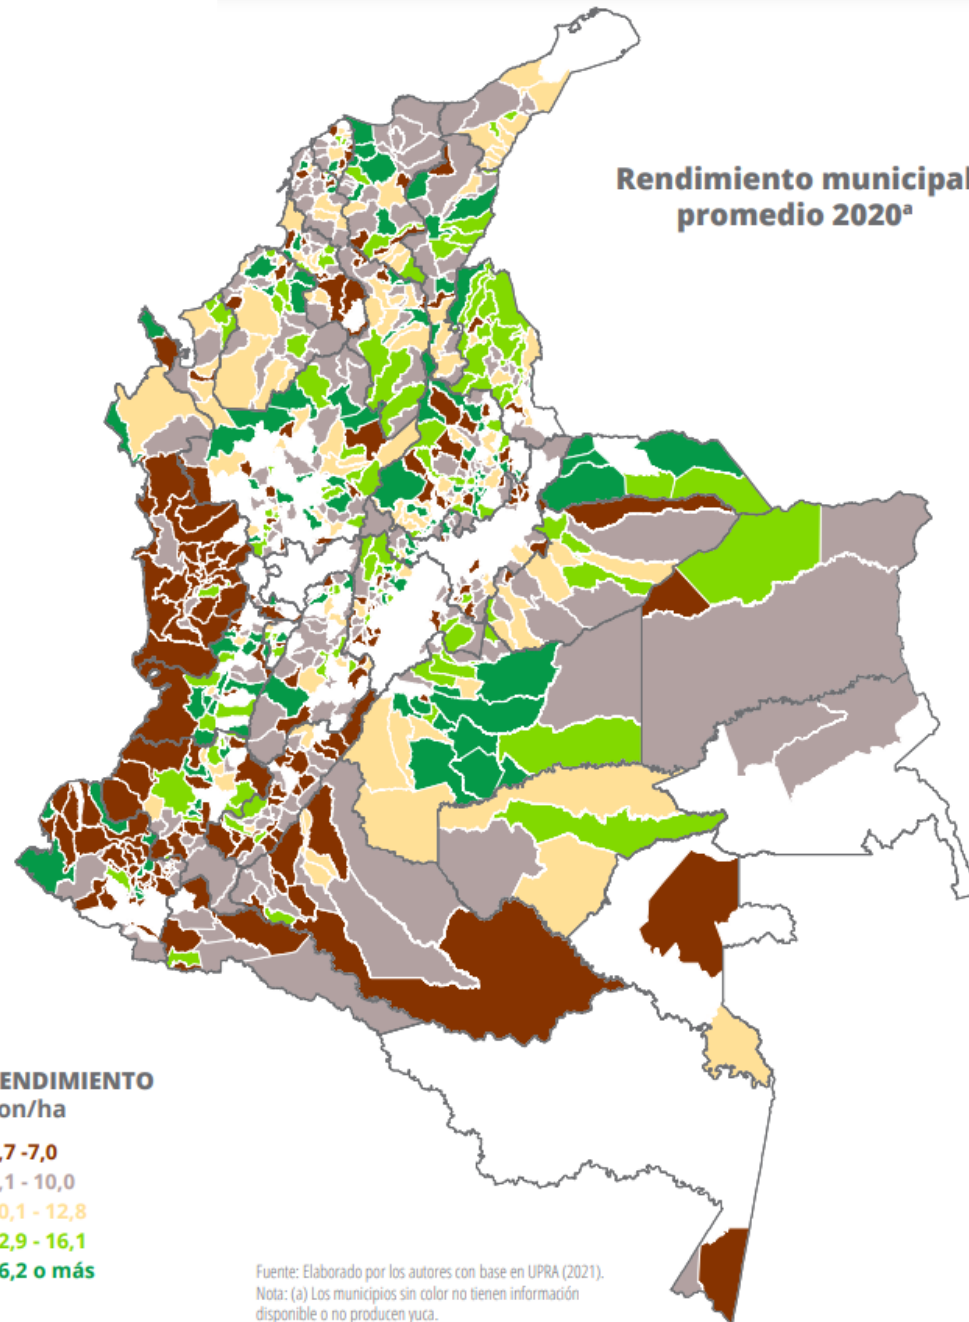 Rendimiento municipal
promedio 2020ª
ENDIMIENTO
on/ha
,7 -7,0
,1 - 10,0
0,1 - 12,8
2,9 - 16,1
6,2 o más
Fuente: Elaborado por los autores con base en UPRA (2021).
Nota: (a) Los municipios sin color no tienen información
disponible o no producen yuca.